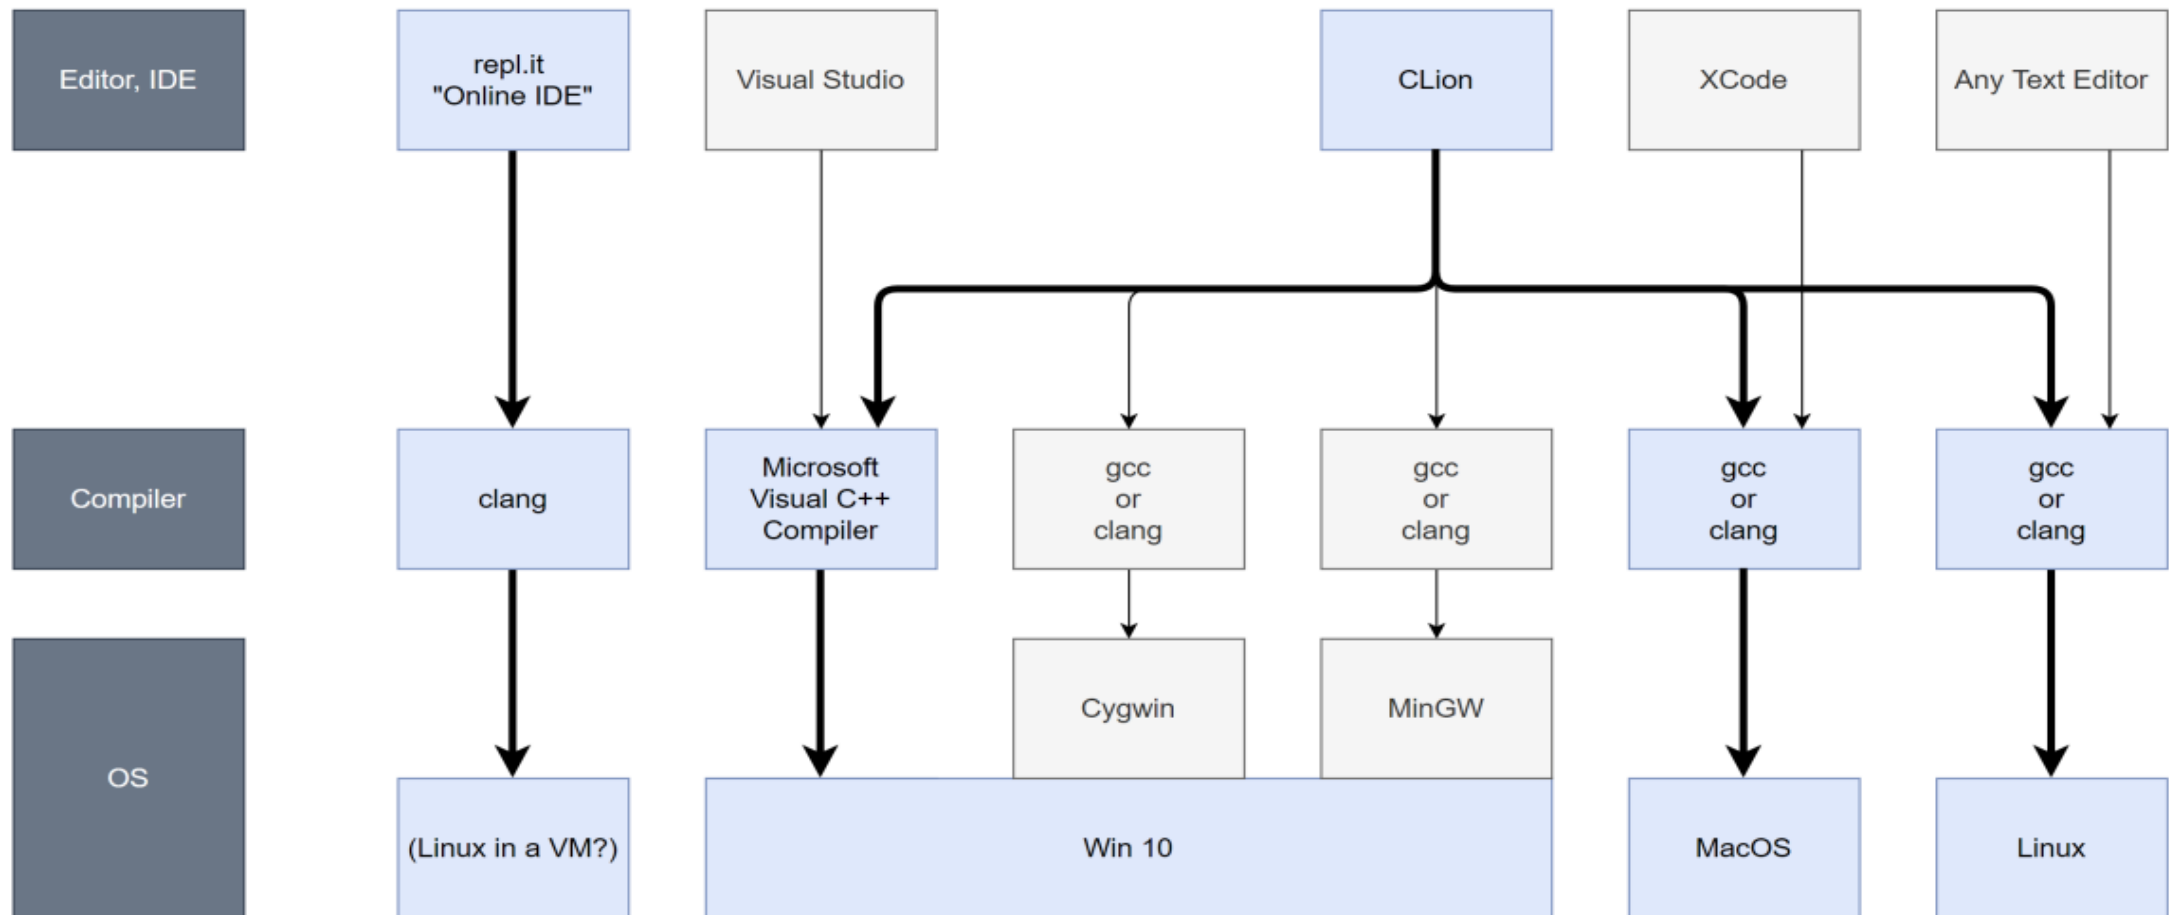 Editor, IDE
repl.it
"Online IDE"
Visual Studio
CLion
XCode
Any Text Editor
Compiler
clang
Microsoft
Visual C++
Compiler
gcc
or
clang
gcc
or
clang
gcc
or
clang
gcc
or
clang
OS
Cygwin
MinGW
(Linux in a VM?)
Win 10
MacOS
Linux